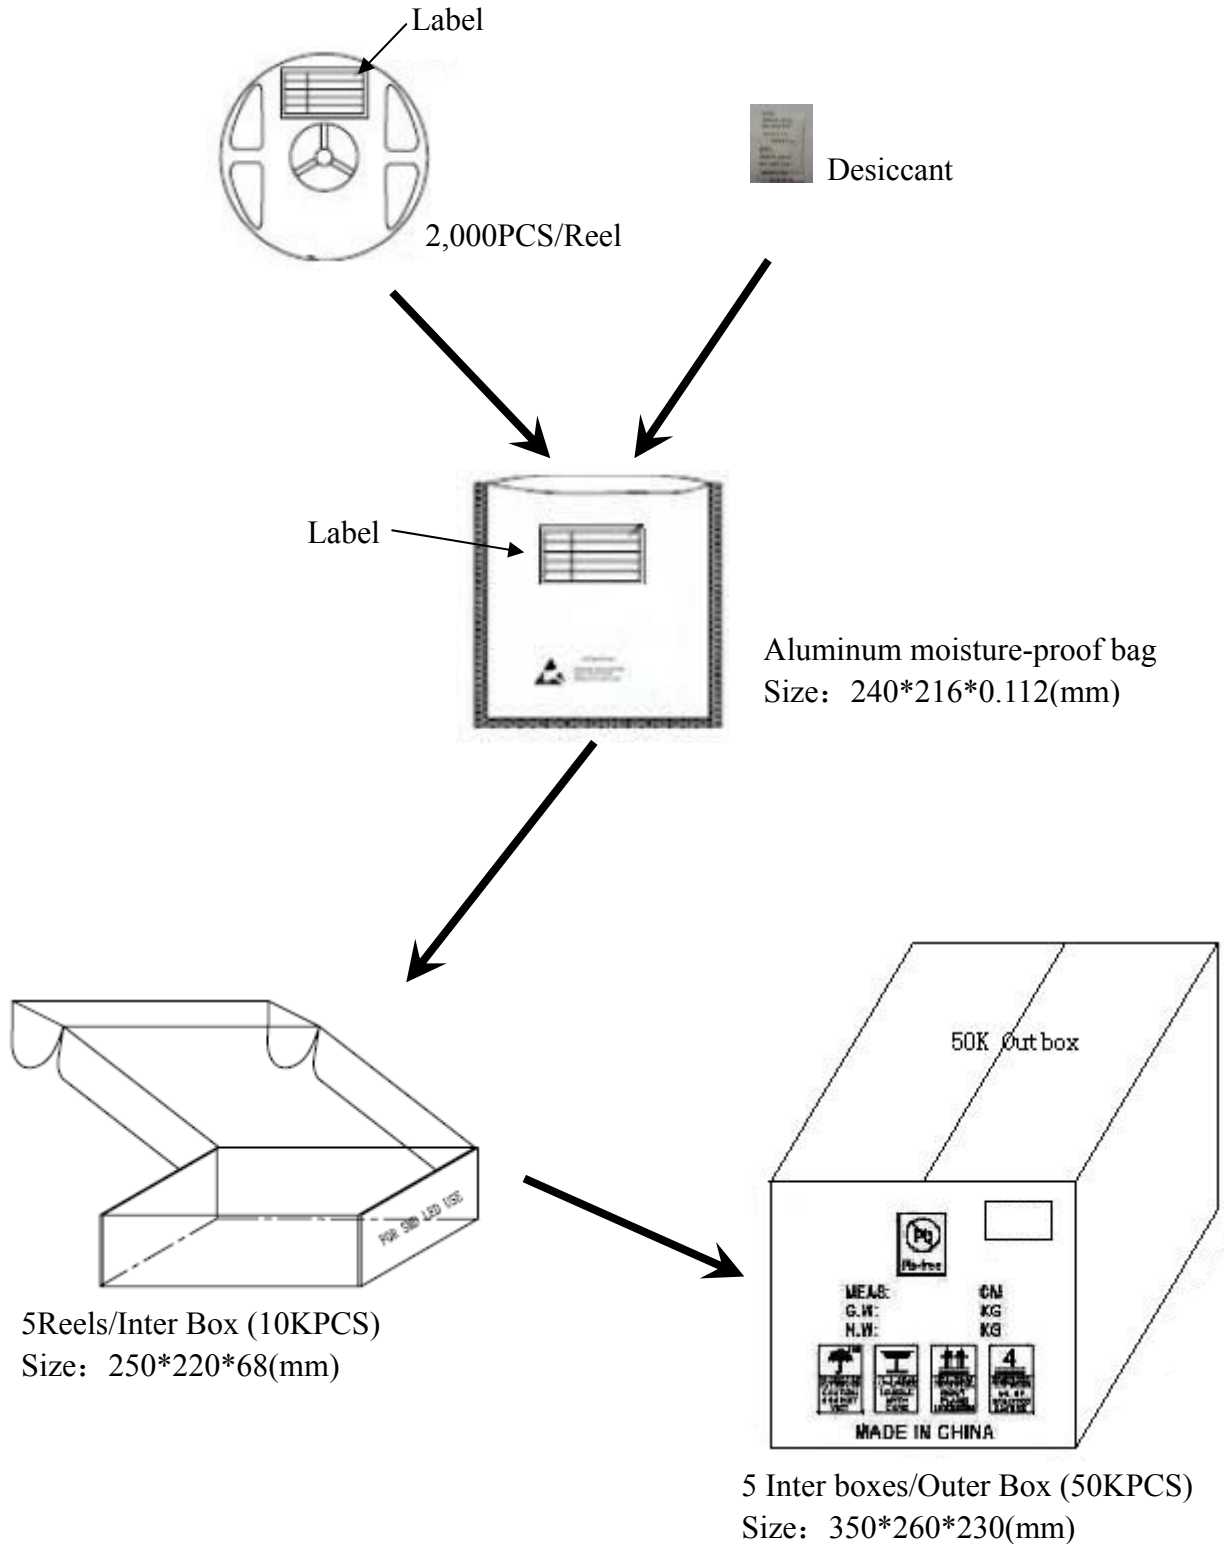 Label
Desiccant
2,000PCS/Reel
Label
Aluminum moisture-proof bag
Size：240*216*0.112(mm)
50K Outbox
FOR SMD LED USE
Pb
Pb-free
MEAS: CM
G.W: KG
N.W: KG
4
MADE IN CHINA
5Reels/Inter Box (10KPCS)
Size：250*220*68(mm)
5 Inter boxes/Outer Box (50KPCS)
Size：350*260*230(mm)